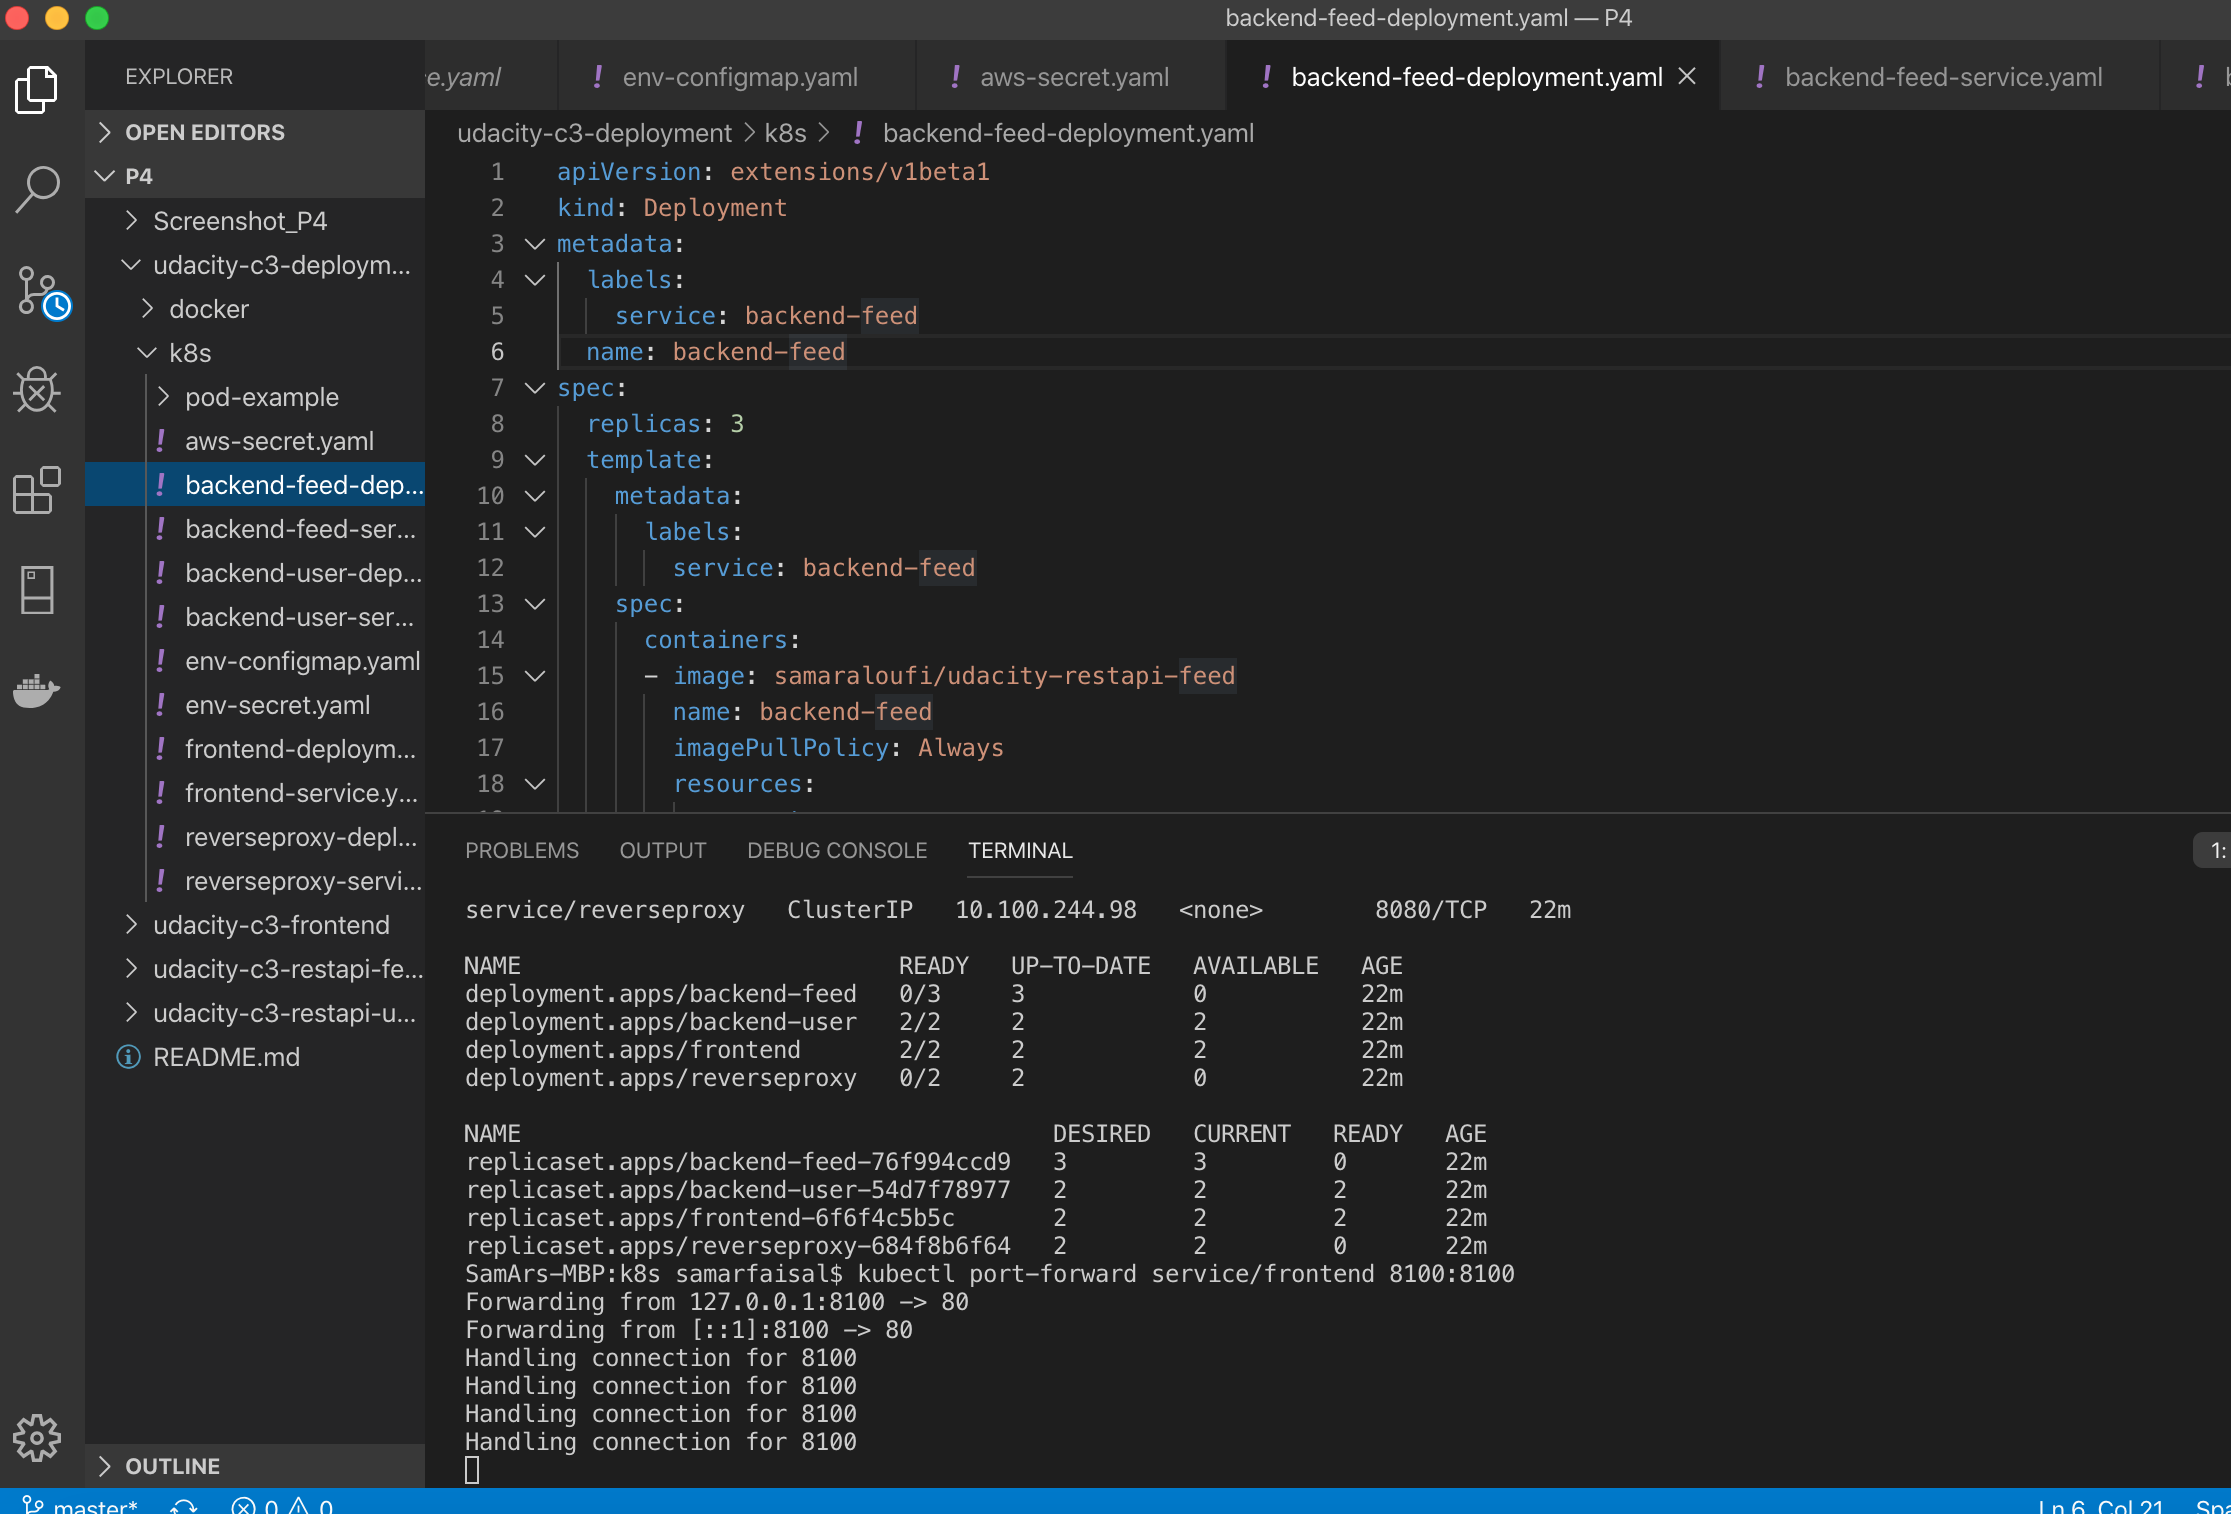 backend-feed-deployment.yaml — P4
EXPLORER
OPEN EDITORS
P4
Screenshot_P4
udacity-c3-deploym...
docker
k8s
pod-example
! aws-secret.yaml
! backend-feed-dep...
! backend-feed-ser...
! backend-user-dep...
! backend-user-ser...
! env-configmap.yaml
! env-secret.yaml
! frontend-deploym...
! frontend-service.y...
! reverseproxy-depl...
! reverseproxy-servi...
udacity-c3-frontend
udacity-c3-restapi-fe...
udacity-c3-restapi-u...
README.md
OUTLINE
e.yaml ! env-configmap.yaml ! aws-secret.yaml ! backend-feed-deployment.yaml ! backend-feed-service.yaml !
udacity-c3-deployment > k8s > ! backend-feed-deployment.yaml
1 apiVersion: extensions/v1beta1
2 kind: Deployment
3 metadata:
4 labels:
5 service: backend-feed
6 name: backend-feed
7 spec:
8 replicas: 3
9 template:
10 metadata:
11 labels:
12 service: backend-feed
13 spec:
14 containers:
15 - image: samaraloufi/udacity-restapi-feed
16 name: backend-feed
17 imagePullPolicy: Always
18 resources:
PROBLEMS OUTPUT DEBUG CONSOLE TERMINAL 1:
service/reverseproxy ClusterIP 10.100.244.98 <none> 8080/TCP 22m
NAME READY UP-TO-DATE AVAILABLE AGE
deployment.apps/backend-feed 0/3 3 0 22m
deployment.apps/backend-user 2/2 2 2 22m
deployment.apps/frontend 2/2 2 2 22m
deployment.apps/reverseproxy 0/2 2 0 22m
NAME DESIRED CURRENT READY AGE
replicaset.apps/backend-feed-76f994ccd9 3 3 0 22m
replicaset.apps/backend-user-54d7f78977 2 2 2 22m
replicaset.apps/frontend-6f6f4c5b5c 2 2 2 22m
replicaset.apps/reverseproxy-684f8b6f64 2 2 0 22m
SamArs-MBP:k8s samarfaisal$ kubectl port-forward service/frontend 8100:8100
Forwarding from 127.0.0.1:8100 -> 80
Forwarding from [::1]:8100 -> 80
Handling connection for 8100
Handling connection for 8100
Handling connection for 8100
Handling connection for 8100
master* 0 0 Ln 6, Col 21 Spa